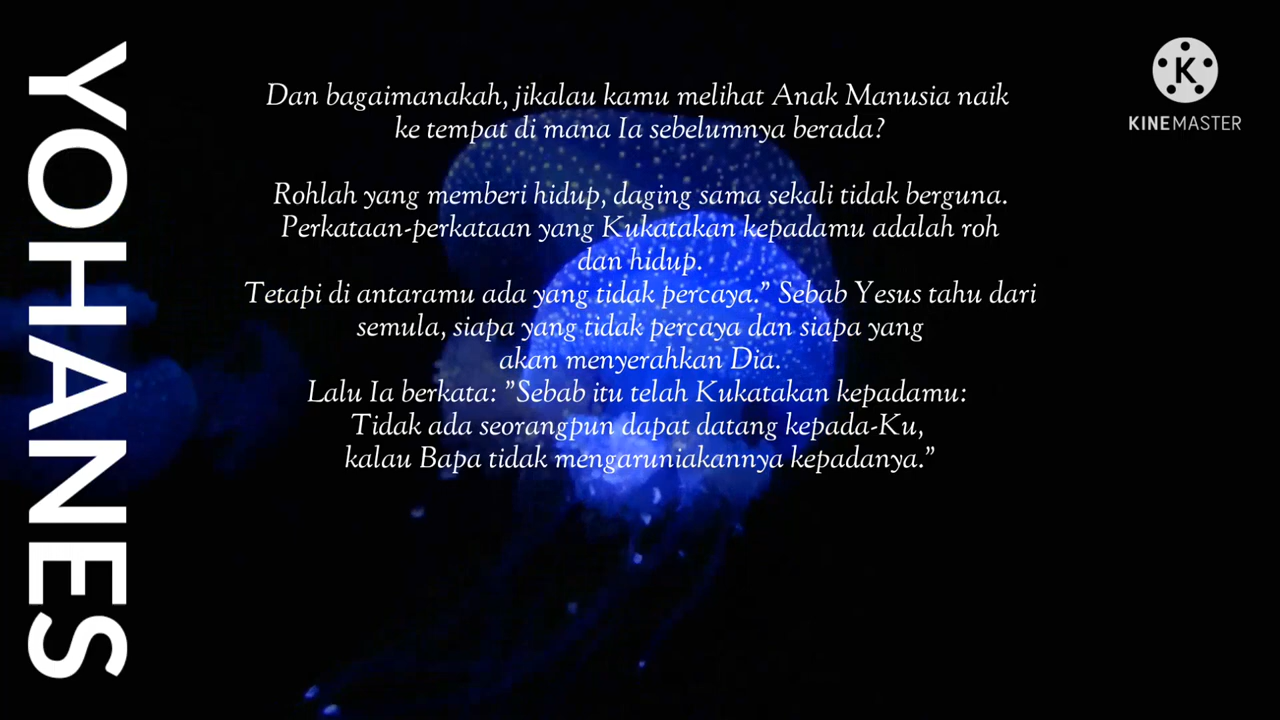 YOHANES
Dan bagaimanakah, jikalau kamu melihat Anak Manusia naik
ke tempat di mana Ia sebelumnya berada?
Rohlah yang memberi hidup, daging sama sekali tidak berguna.
Perkataan-perkataan yang Kukatakan kepadamu adalah roh
dan hidup.
Tetapi di antaramu ada yang tidak percaya.” Sebab Yesus tahu dari
semula, siapa yang tidak percaya dan siapa yang
akan menyerahkan Dia.
Lalu Ia berkata: ”Sebab itu telah Kukatakan kepadamu:
Tidak ada seorangpun dapat datang kepada-Ku,
kalau Bapa tidak mengaruniakannya kepadanya.”
K
KINEMASTER